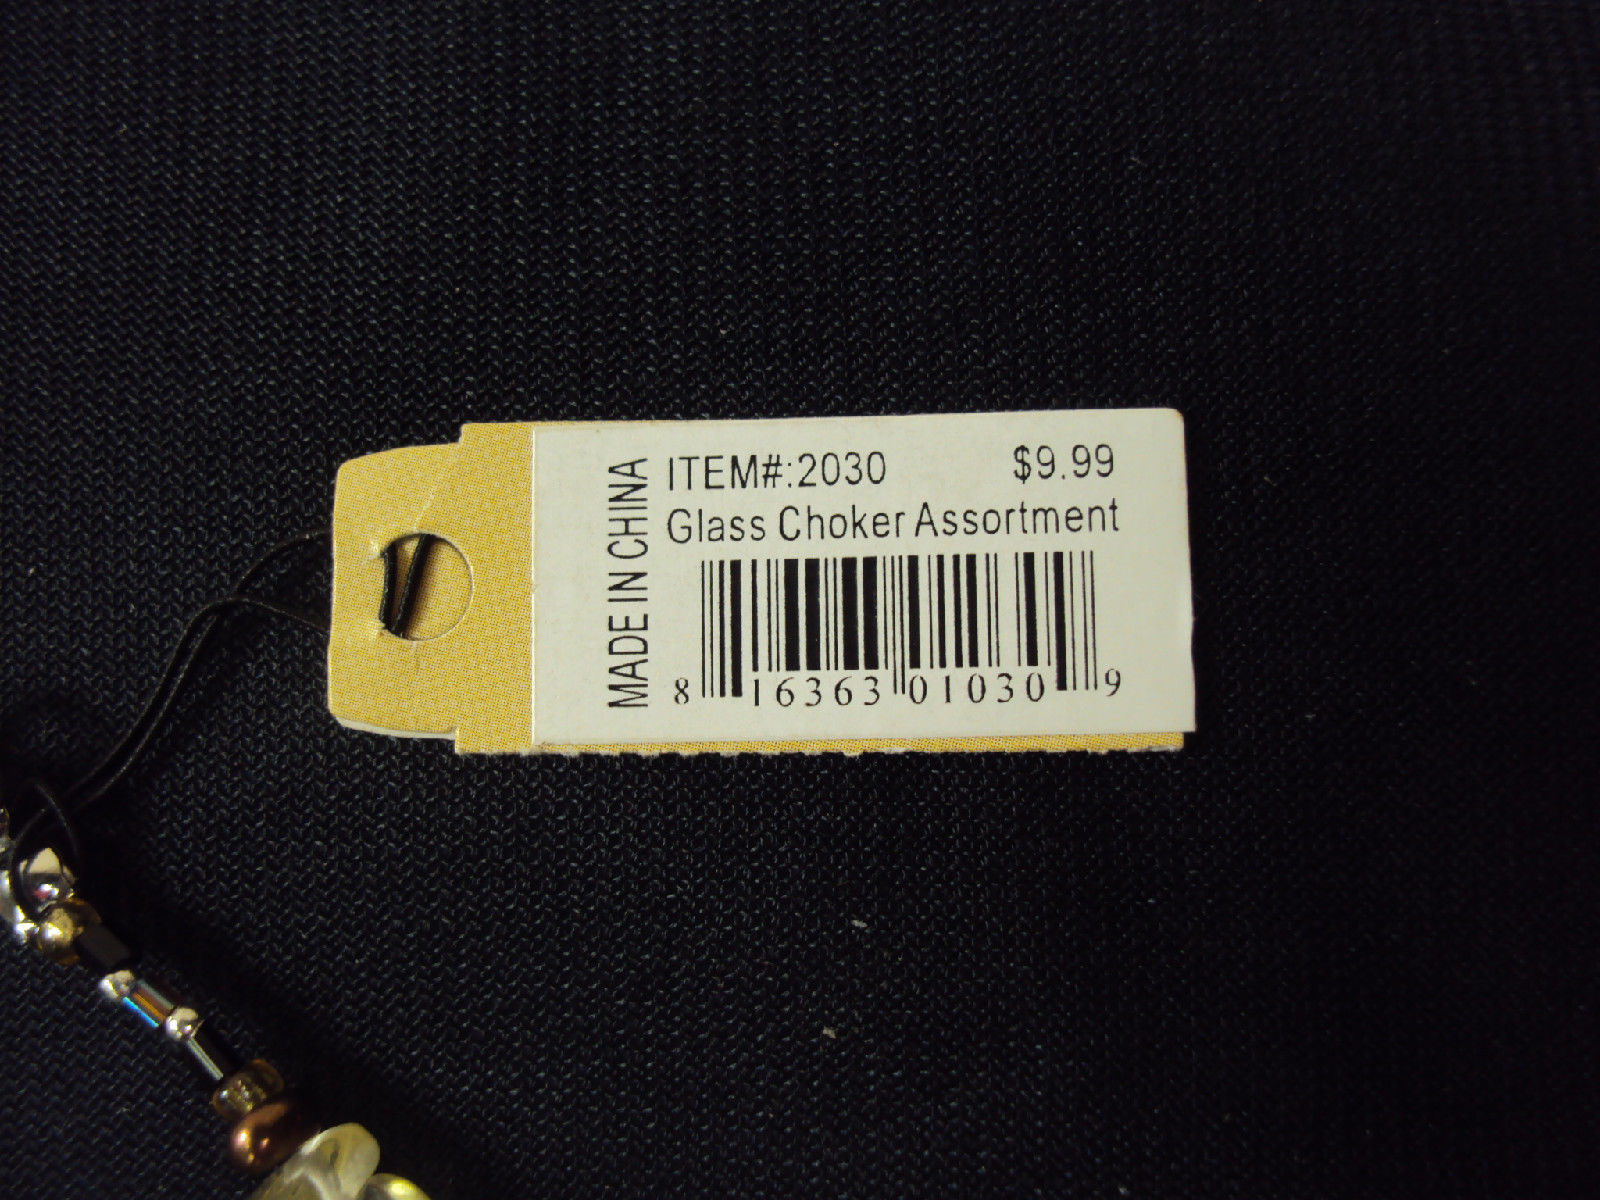 MADE IN CHINA
ITEM#:2030 $9.99
Glass Choker Assortment
8 16363 01030 9